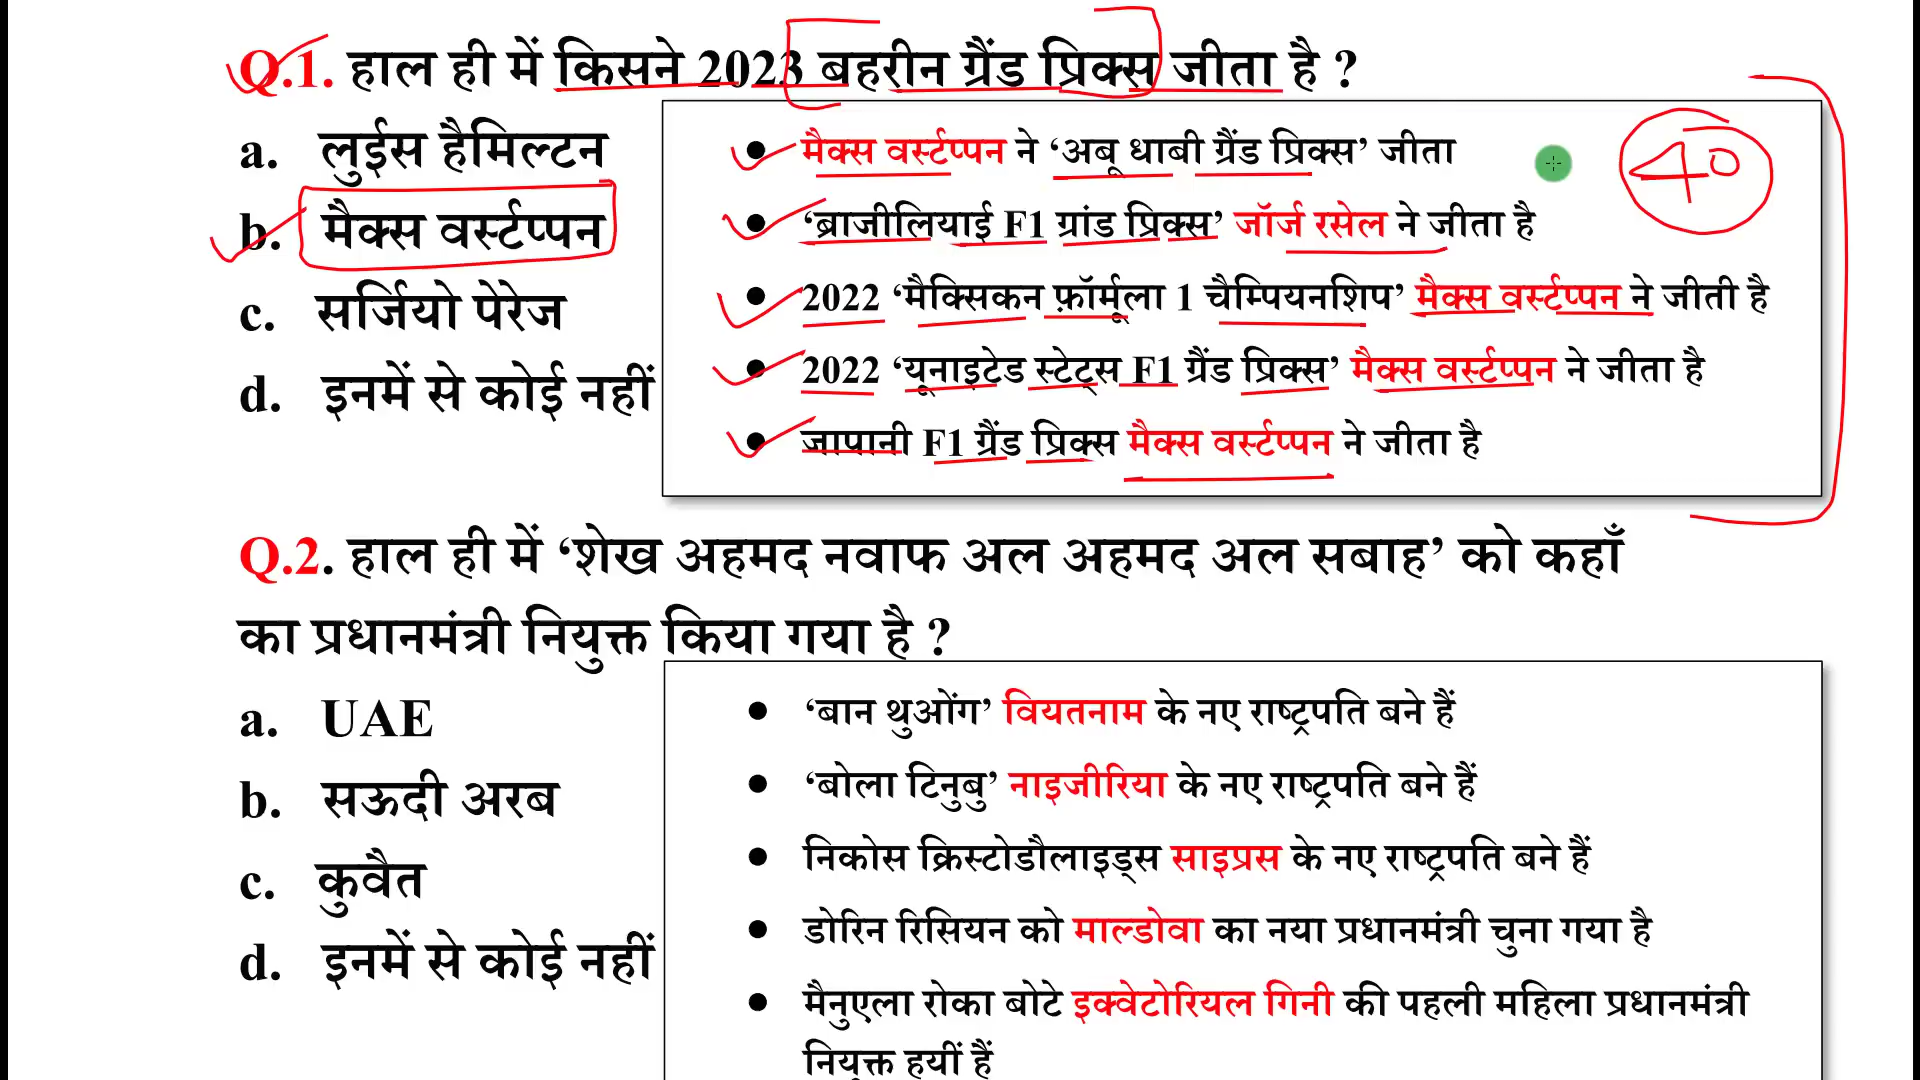 Q.1. हाल ही में किसने 2023 बहरीन ग्रैंड प्रिक्स जीता है ?
a. लुईस हैमिल्टन
b. मैक्स वर्स्टप्पन
c. सर्जियो पेरेज
d. इनमें से कोई नहीं
● मैक्स वर्स्टप्पन ने ‘अबू धाबी ग्रैंड प्रिक्स’ जीता
● ‘ब्राजीलियाई F1 ग्रांड प्रिक्स’ जॉर्ज रसेल ने जीता है
● 2022 ‘मैक्सिकन फ़ॉर्मूला 1 चैम्पियनशिप’ मैक्स वर्स्टप्पन ने जीती है
● 2022 ‘यूनाइटेड स्टेट्स F1 ग्रैंड प्रिक्स’ मैक्स वर्स्टप्पन ने जीता है
● जापानी F1 ग्रैंड प्रिक्स मैक्स वर्स्टप्पन ने जीता है
40
Q.2. हाल ही में ‘शेख अहमद नवाफ अल अहमद अल सबाह’ को कहाँ
का प्रधानमंत्री नियुक्त किया गया है ?
a. UAE
b. सऊदी अरब
c. कुवैत
d. इनमें से कोई नहीं
● ‘बान थुओंग’ वियतनाम के नए राष्ट्रपति बने हैं
● ‘बोला टिनुबु’ नाइजीरिया के नए राष्ट्रपति बने हैं
● निकोस क्रिस्टोडौलाइड्स साइप्रस के नए राष्ट्रपति बने हैं
● डोरिन रिसियन को माल्डोवा का नया प्रधानमंत्री चुना गया है
● मैनुएला रोका बोटे इक्वेटोरियल गिनी की पहली महिला प्रधानमंत्री
नियुक्त हुयीं हैं